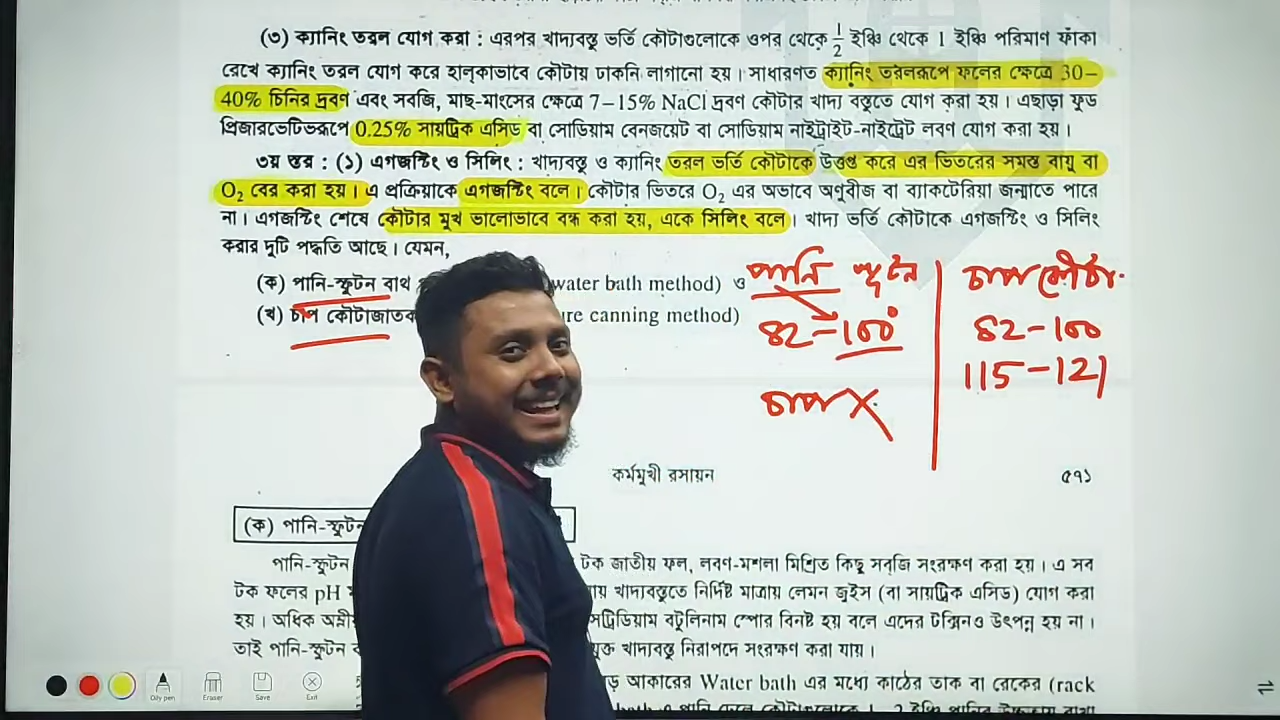 (৩) ক্যানিং তরল যোগ করা : এরপর খাদ্যবস্তু ভর্তি কৌটাগুলোকে ওপর থেকে 1/2 ইঞ্চি থেকে 1 ইঞ্চি পরিমাণ ফাঁকা
রেখে ক্যানিং তরল যোগ করে হাল্কাভাবে কৌটায় ঢাকনি লাগানো হয়। সাধারণত ক্যানিং তরলরূপে ফলের ক্ষেত্রে 30–
40% চিনির দ্রবণ এবং সবজি, মাছ-মাংসের ক্ষেত্রে 7–15% NaCl দ্রবণ কৌটার খাদ্য বস্তুতে যোগ করা হয়। এছাড়া ফুড
প্রিজারভেটিভরূপে 0.25% সায়ট্রিক এসিড বা সোডিয়াম বেনজয়েট বা সোডিয়াম নাইট্রাইট-নাইট্রেট লবণ যোগ করা হয়।
৩য় স্তর : (১) এগজস্টিং ও সিলিং : খাদ্যবস্তু ও ক্যানিং তরল ভর্তি কৌটাকে উত্তপ্ত করে এর ভিতরের সমস্ত বায়ু বা
O₂ বের করা হয়। এ প্রক্রিয়াকে এগজস্টিং বলে। কৌটার ভিতরে O₂ এর অভাবে অণুবীজ বা ব্যাকটেরিয়া জন্মাতে পারে
না। এগজস্টিং শেষে কৌটার মুখ ভালোভাবে বন্ধ করা হয়, একে সিলিং বলে। খাদ্য ভর্তি কৌটাকে এগজস্টিং ও সিলিং
করার দুটি পদ্ধতি আছে। যেমন,
(ক) পানি-স্ফুটন বাথ water bath method) ও
(খ) চাপ কৌটাজাতক ure canning method)
পানি স্ফুটন
82–100°
চাপ X
চাপ কৌটা
82–100
115–121
কর্মমুখী রসায়ন ৫৭১
(ক) পানি-স্ফুটন
পানি-স্ফুটন টক জাতীয় ফল, লবণ-মশলা মিশ্রিত কিছু সব্জি সংরক্ষণ করা হয়। এ সব
টক ফলের pH খাদ্যবস্তুতে নির্দিষ্ট মাত্রায় লেমন জুইস (বা সায়ট্রিক এসিড) যোগ করা
হয়। অধিক অম্লী সট্রিডিয়াম বটুলিনাম স্পোর বিনষ্ট হয় বলে এদের টক্সিনও উৎপন্ন হয় না।
তাই পানি-স্ফুটন যুক্ত খাদ্যবস্তু নিরাপদে সংরক্ষণ করা যায়।
আকারের Water bath এর মধ্যে কাঠের তাক বা রেকের (rack
Oily pen Eraser Save Exit